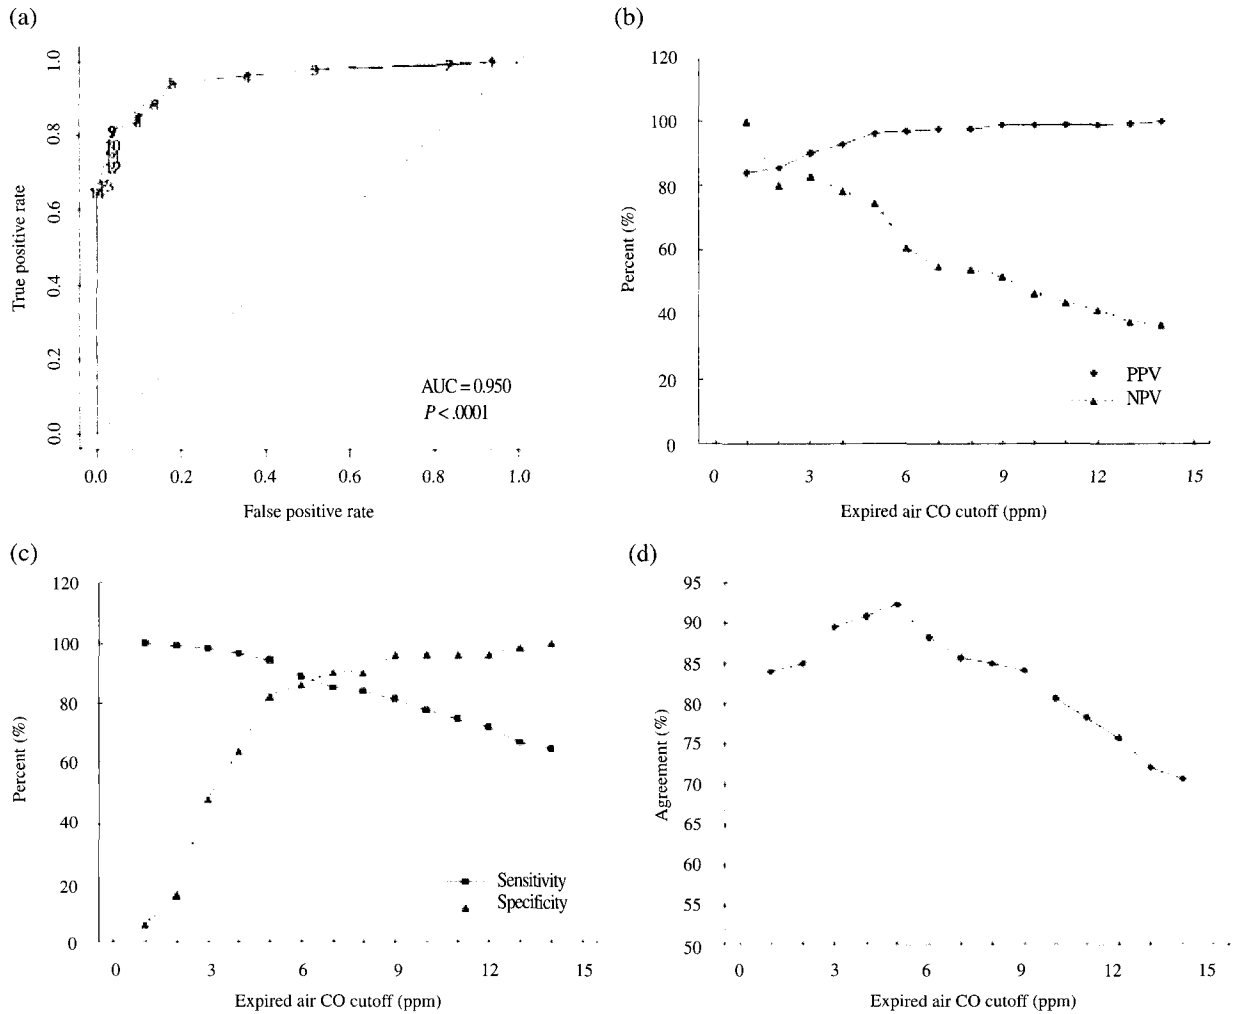 (a)
True positive rate
1.0
0.8
0.6
0.4
0.2
0.0
AUC = 0.950
P < .0001
0.0 0.2 0.4 0.6 0.8 1.0
False positive rate
(b)
Percent (%)
120
100
80
60
40
20
0
PPV
NPV
0 3 6 9 12 15
Expired air CO cutoff (ppm)
(c)
Percent (%)
120
100
80
60
40
20
0
Sensitivity
Specificity
0 3 6 9 12 15
Expired air CO cutoff (ppm)
(d)
Agreement (%)
95
90
85
80
75
70
65
60
55
50
0 3 6 9 12 15
Expired air CO cutoff (ppm)